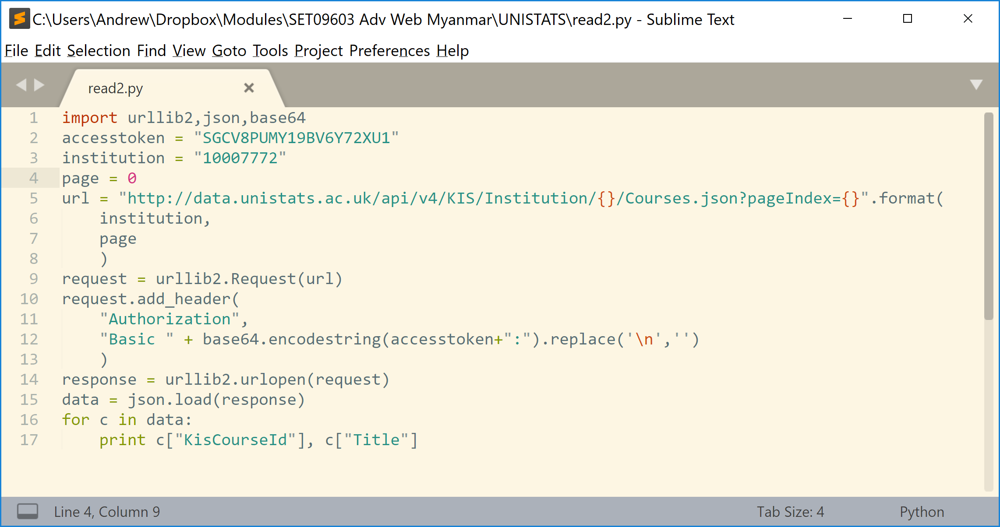 C:\Users\Andrew\Dropbox\Modules\SET09603 Adv Web Myanmar\UNISTATS\read2.py - Sublime Text
File Edit Selection Find View Goto Tools Project Preferences Help
read2.py
1 import urllib2,json,base64
2 accesstoken = "SGCV8PUMY19BV6Y72XU1"
3 institution = "10007772"
4 page = 0
5 url = "http://data.unistats.ac.uk/api/v4/KIS/Institution/{}/Courses.json?pageIndex={}".format(
6     institution,
7     page
8     )
9 request = urllib2.Request(url)
10 request.add_header(
11     "Authorization",
12     "Basic " + base64.encodestring(accesstoken+":").replace('\n','')
13     )
14 response = urllib2.urlopen(request)
15 data = json.load(response)
16 for c in data:
17     print c["KisCourseId"], c["Title"]
Line 4, Column 9 Tab Size: 4 Python